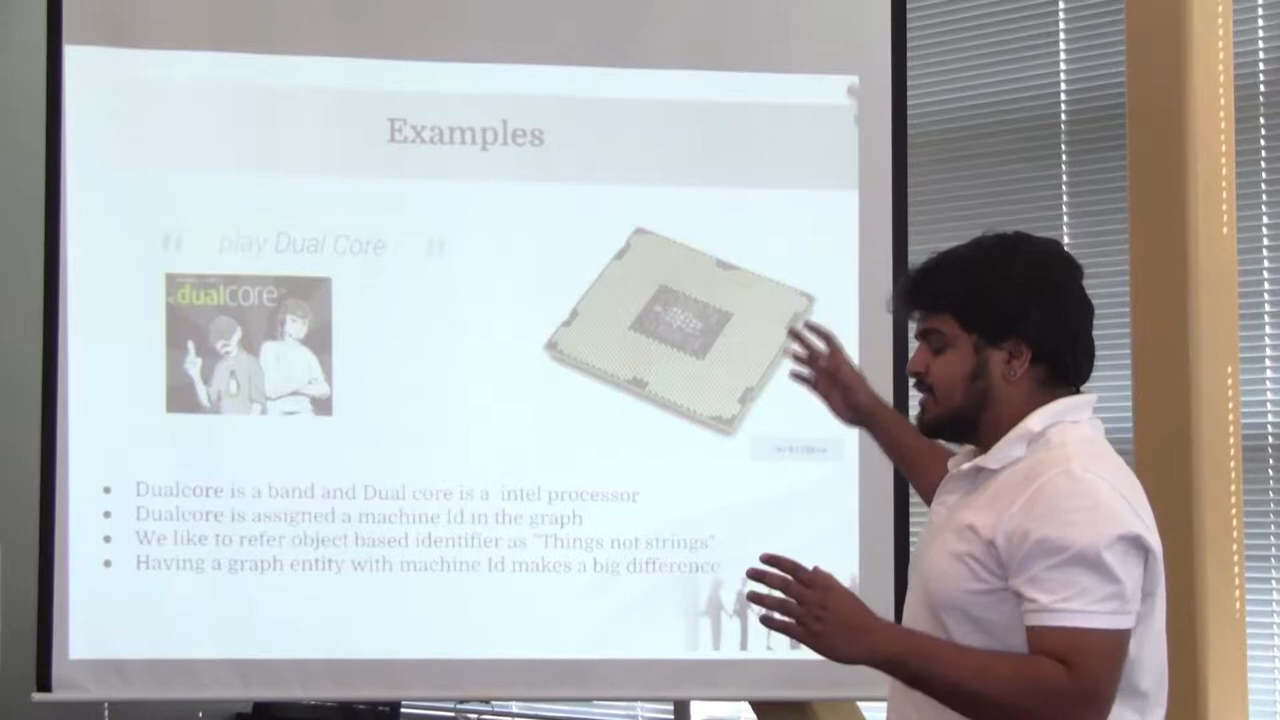 Examples
" play Dual Core "
dualcore
Dualcore is a band and Dual core is a intel processor
Dualcore is assigned a machine Id in the graph
We like to refer object based identifier as "Things not strings"
Having a graph entity with machine Id makes a big difference